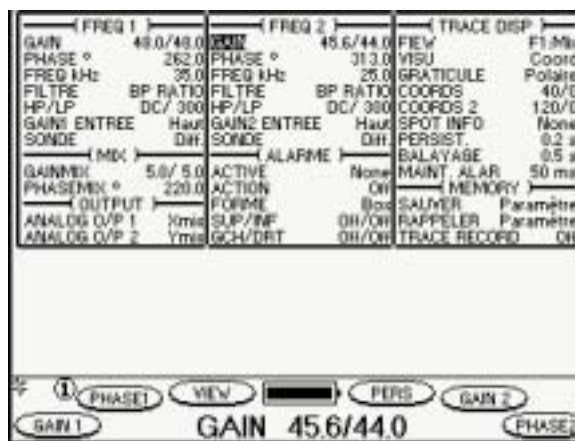 FREQ 1
GAIN 48.0/48.0
PHASE ° 262.0
FREQ kHz 35.0
FILTRE BP RATIO
HP/LP DC/ 300
GAIN1 ENTREE Haut
SONDE Diff.
MIX
GAINMIX 5.0/ 5.0
PHASEMIX ° 220.0
OUTPUT
ANALOG O/P 1 Xmix
ANALOG O/P 2 Ymix
FREQ 2
GAIN 45.6/44.0
PHASE ° 313.0
FREQ kHz 25.0
FILTRE BP RATIO
HP/LP DC/ 300
GAIN2 ENTREE Haut
SONDE Diff.
ALARME
ACTIVE None
ACTION Off
FORME Box
SUP/INF Off/Off
GCH/DRT Off/Off
TRACE DISP
FIEW F1:Mix
VISU Coord
GRATICULE Polaire
COORDS 40/0
COORDS 2 120/0
SPOT INFO None
PERSIST. 0.2 s
BALAYAGE 0.5 s
MAINT. ALAR 50 ms
MEMORY
SAUVER Paramètre
RAPPELER Paramètre
TRACE RECORD Off
1 PHASE1 VIEW PERS GAIN 2
GAIN 1 GAIN 45.6/44.0 PHASE2